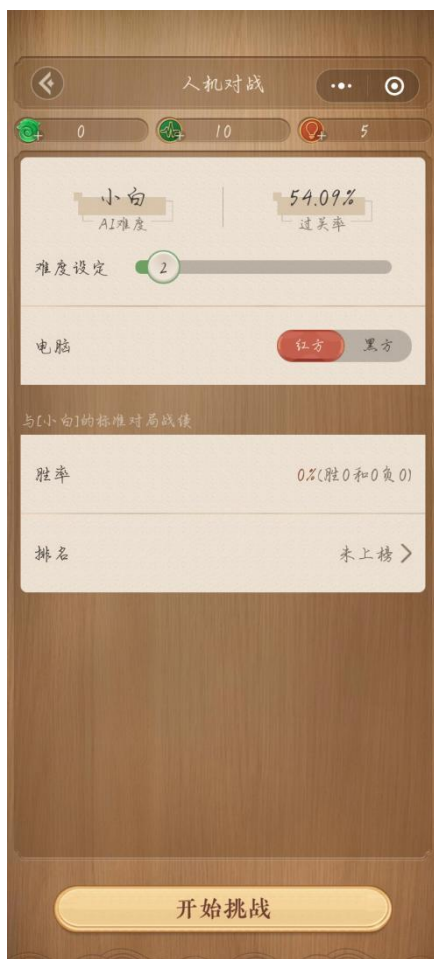 人机对战
0 10 5
小白 54.09%
AI难度 过关率
难度设定 2
电脑 红方 黑方
与[小白]的标准对局战绩
胜率 0%(胜0和0负0)
排名 未上榜
开始挑战